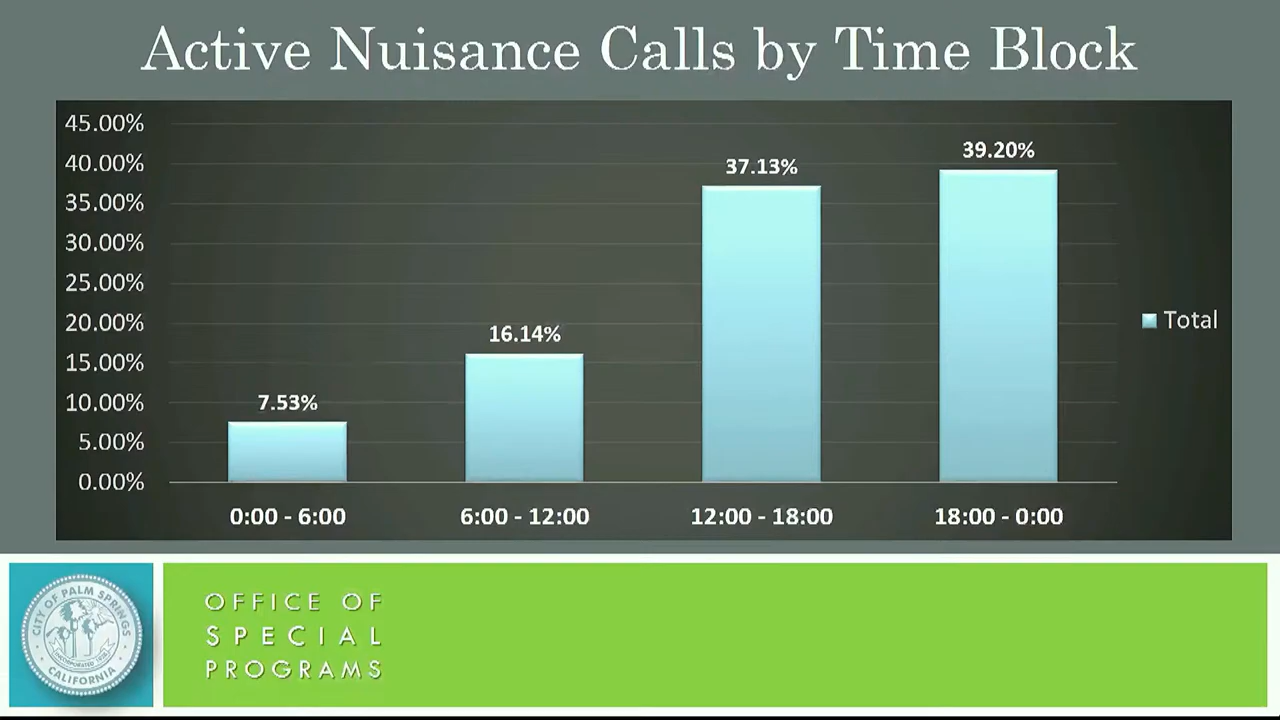 Active Nuisance Calls by Time Block
45.00%
40.00%
35.00%
30.00%
25.00%
20.00%
15.00%
10.00%
5.00%
0.00%
7.53%
16.14%
37.13%
39.20%
0:00 - 6:00
6:00 - 12:00
12:00 - 18:00
18:00 - 0:00
Total
CITY OF PALM SPRINGS
CALIFORNIA
OFFICE OF
SPECIAL
PROGRAMS